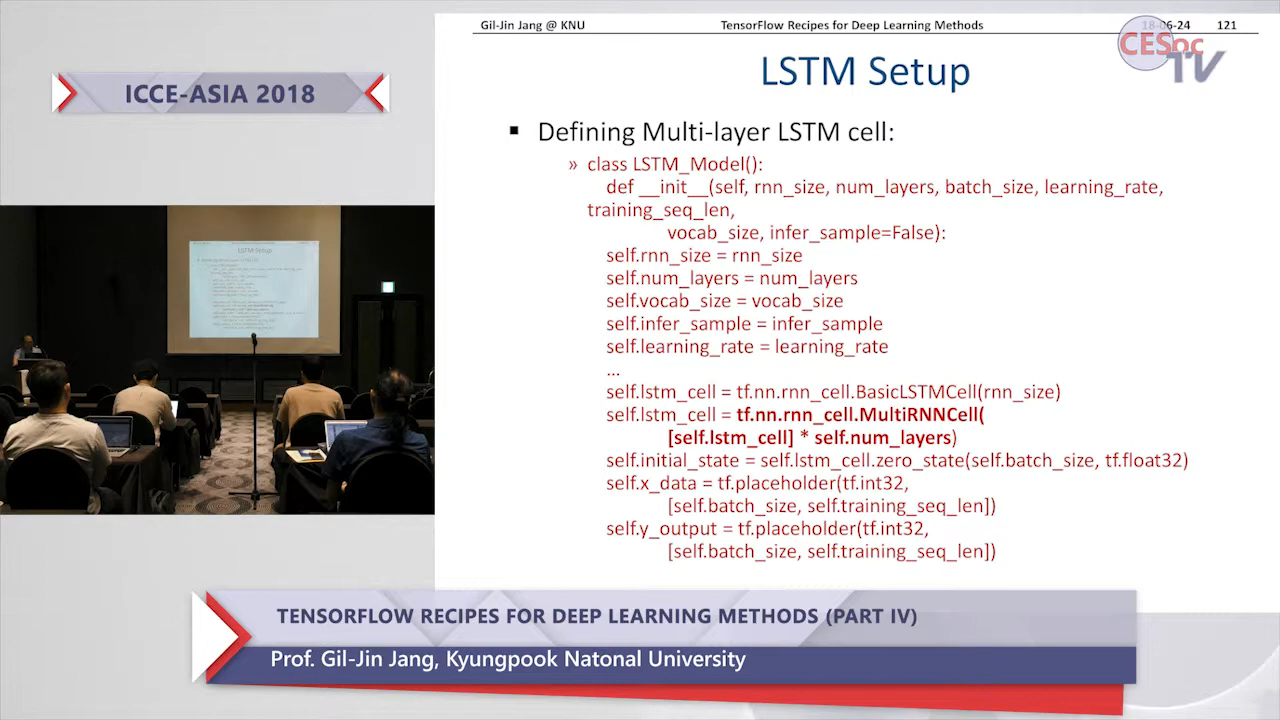 Gil-Jin Jang @ KNU
TensorFlow Recipes for Deep Learning Methods
18-06-24
121
CESoc
TV
ICCE-ASIA 2018
LSTM Setup
▪ Defining Multi-layer LSTM cell:
» class LSTM_Model():
def __init__(self, rnn_size, num_layers, batch_size, learning_rate,
training_seq_len,
vocab_size, infer_sample=False):
self.rnn_size = rnn_size
self.num_layers = num_layers
self.vocab_size = vocab_size
self.infer_sample = infer_sample
self.learning_rate = learning_rate
...
self.lstm_cell = tf.nn.rnn_cell.BasicLSTMCell(rnn_size)
self.lstm_cell = tf.nn.rnn_cell.MultiRNNCell(
[self.lstm_cell] * self.num_layers)
self.initial_state = self.lstm_cell.zero_state(self.batch_size, tf.float32)
self.x_data = tf.placeholder(tf.int32,
[self.batch_size, self.training_seq_len])
self.y_output = tf.placeholder(tf.int32,
[self.batch_size, self.training_seq_len])
LSTM Setup
TENSORFLOW RECIPES FOR DEEP LEARNING METHODS (PART IV)
Prof. Gil-Jin Jang, Kyungpook Natonal University